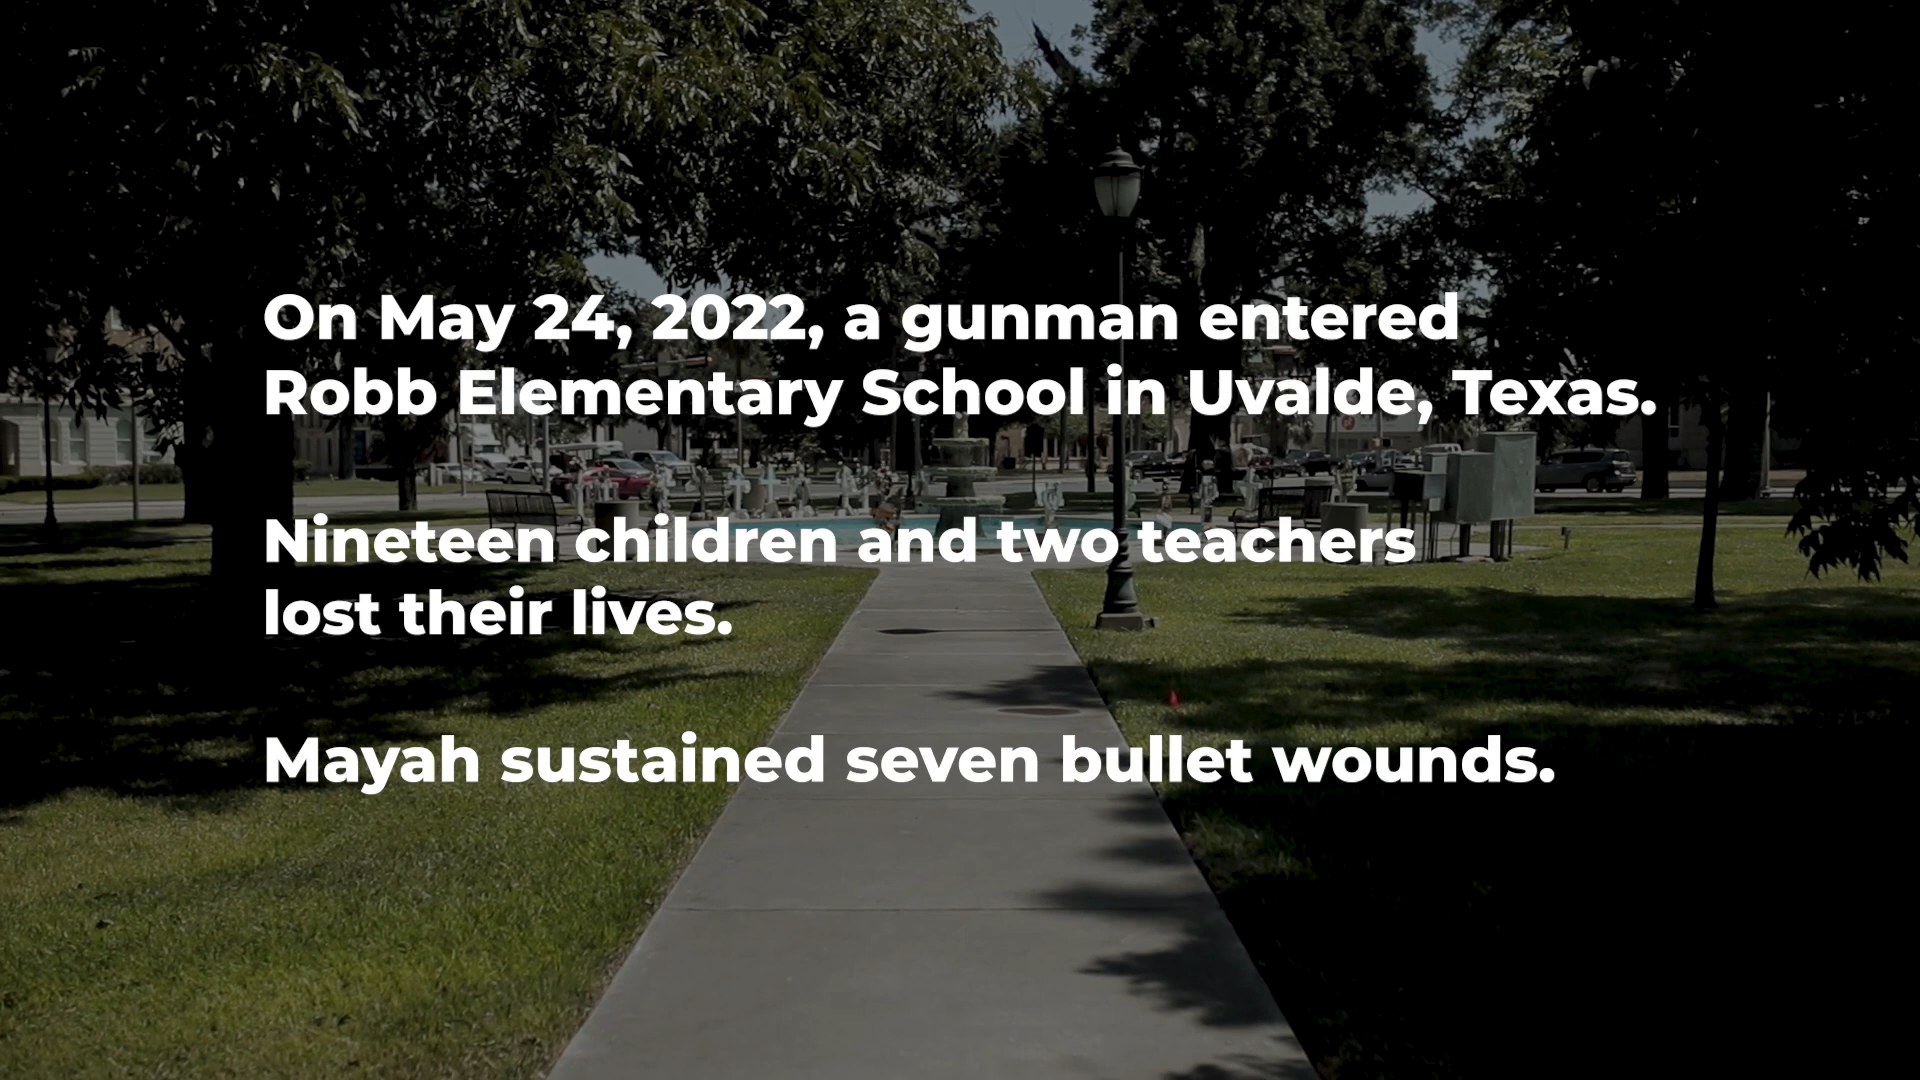 On May 24, 2022, a gunman entered
Robb Elementary School in Uvalde, Texas.
Nineteen children and two teachers
lost their lives.
Mayah sustained seven bullet wounds.